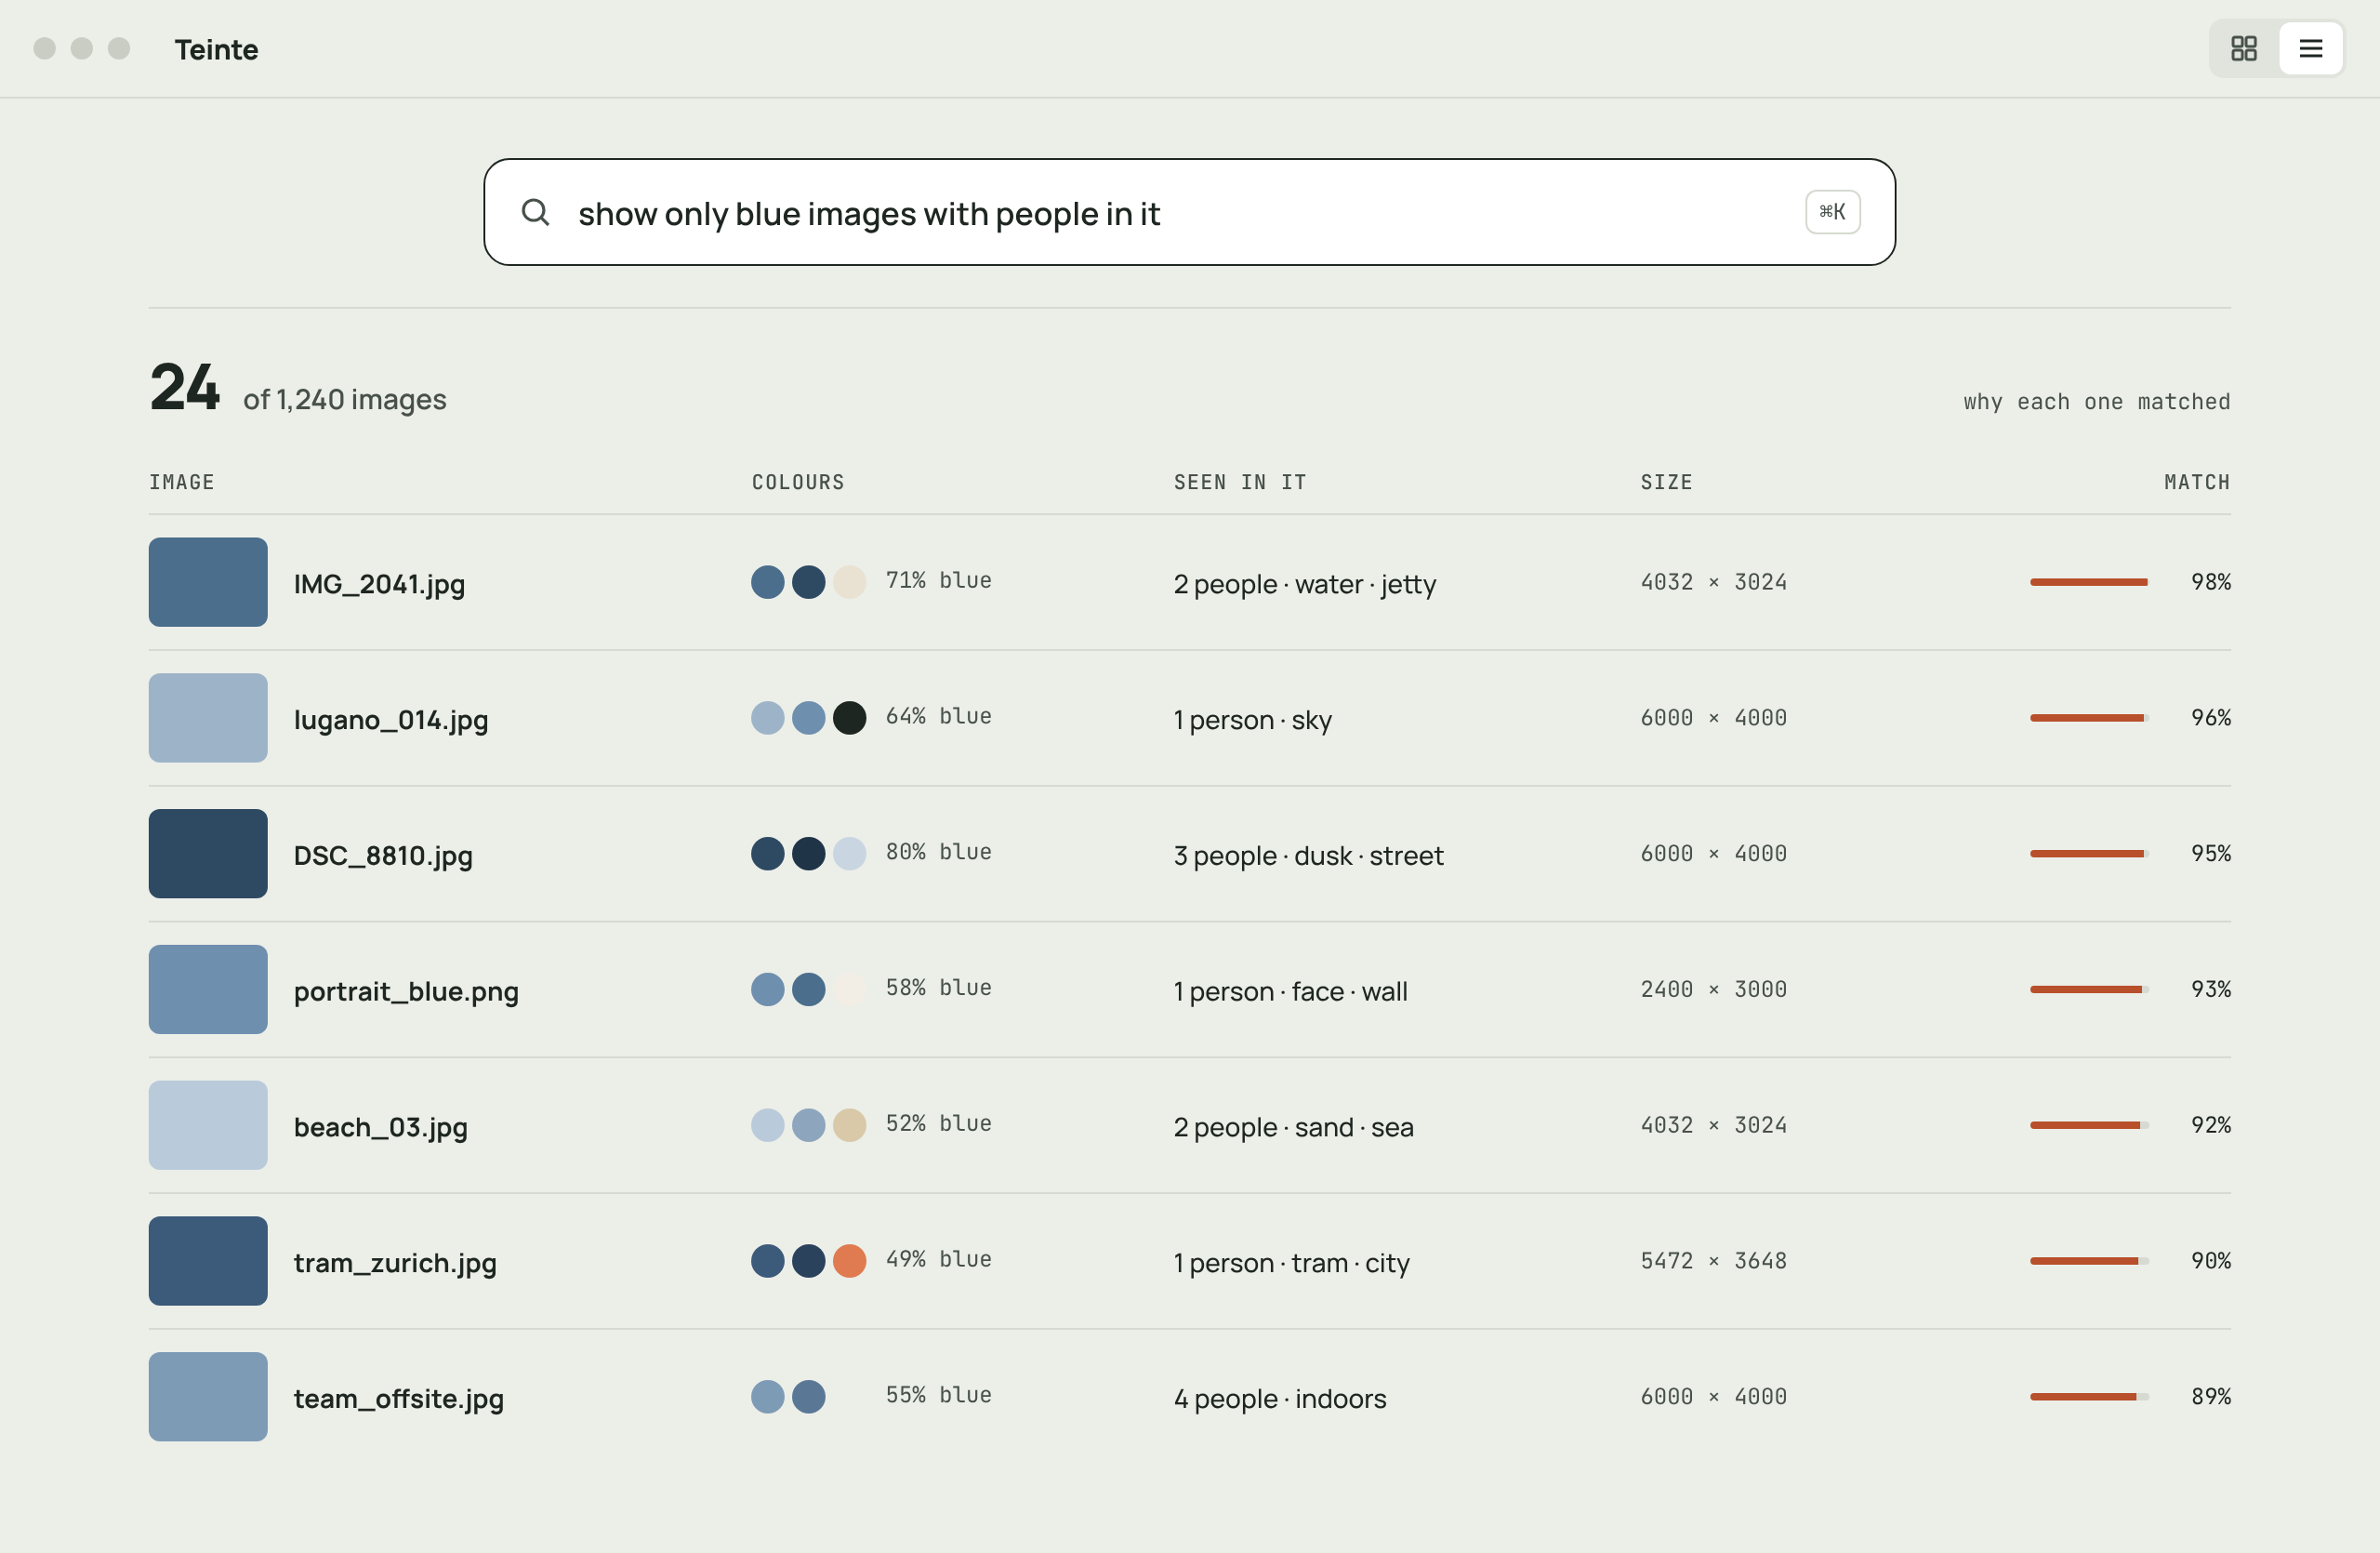 Teinte
show only blue images with people in it ⌘K
24 of 1,240 images why each one matched
IMAGE COLOURS SEEN IN IT SIZE MATCH
IMG_2041.jpg 71% blue 2 people · water · jetty 4032 × 3024 98%
lugano_014.jpg 64% blue 1 person · sky 6000 × 4000 96%
DSC_8810.jpg 80% blue 3 people · dusk · street 6000 × 4000 95%
portrait_blue.png 58% blue 1 person · face · wall 2400 × 3000 93%
beach_03.jpg 52% blue 2 people · sand · sea 4032 × 3024 92%
tram_zurich.jpg 49% blue 1 person · tram · city 5472 × 3648 90%
team_offsite.jpg 55% blue 4 people · indoors 6000 × 4000 89%